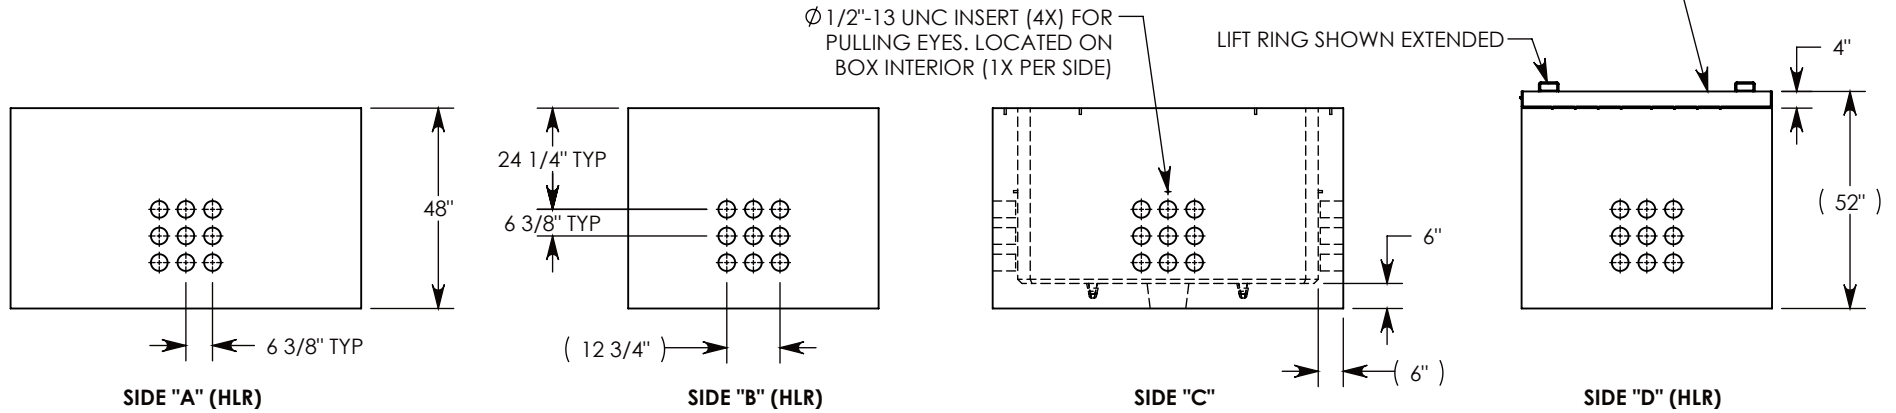 Ø 1/2"-13 UNC INSERT (4X) FOR
PULLING EYES. LOCATED ON
BOX INTERIOR (1X PER SIDE)
LIFT RING SHOWN EXTENDED
4"
24 1/4" TYP
6 3/8" TYP
48"
( 52" )
6"
6 3/8" TYP
( 12 3/4" )
( 6" )
SIDE "A" (HLR)
SIDE "B" (HLR)
SIDE "C"
SIDE "D" (HLR)